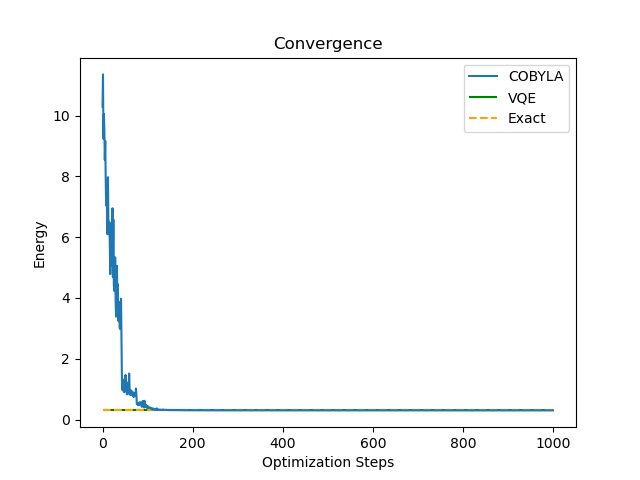 Convergence
COBYLA
VQE
Exact
Energy
10
8
6
4
2
0
0 200 400 600 800 1000
Optimization Steps